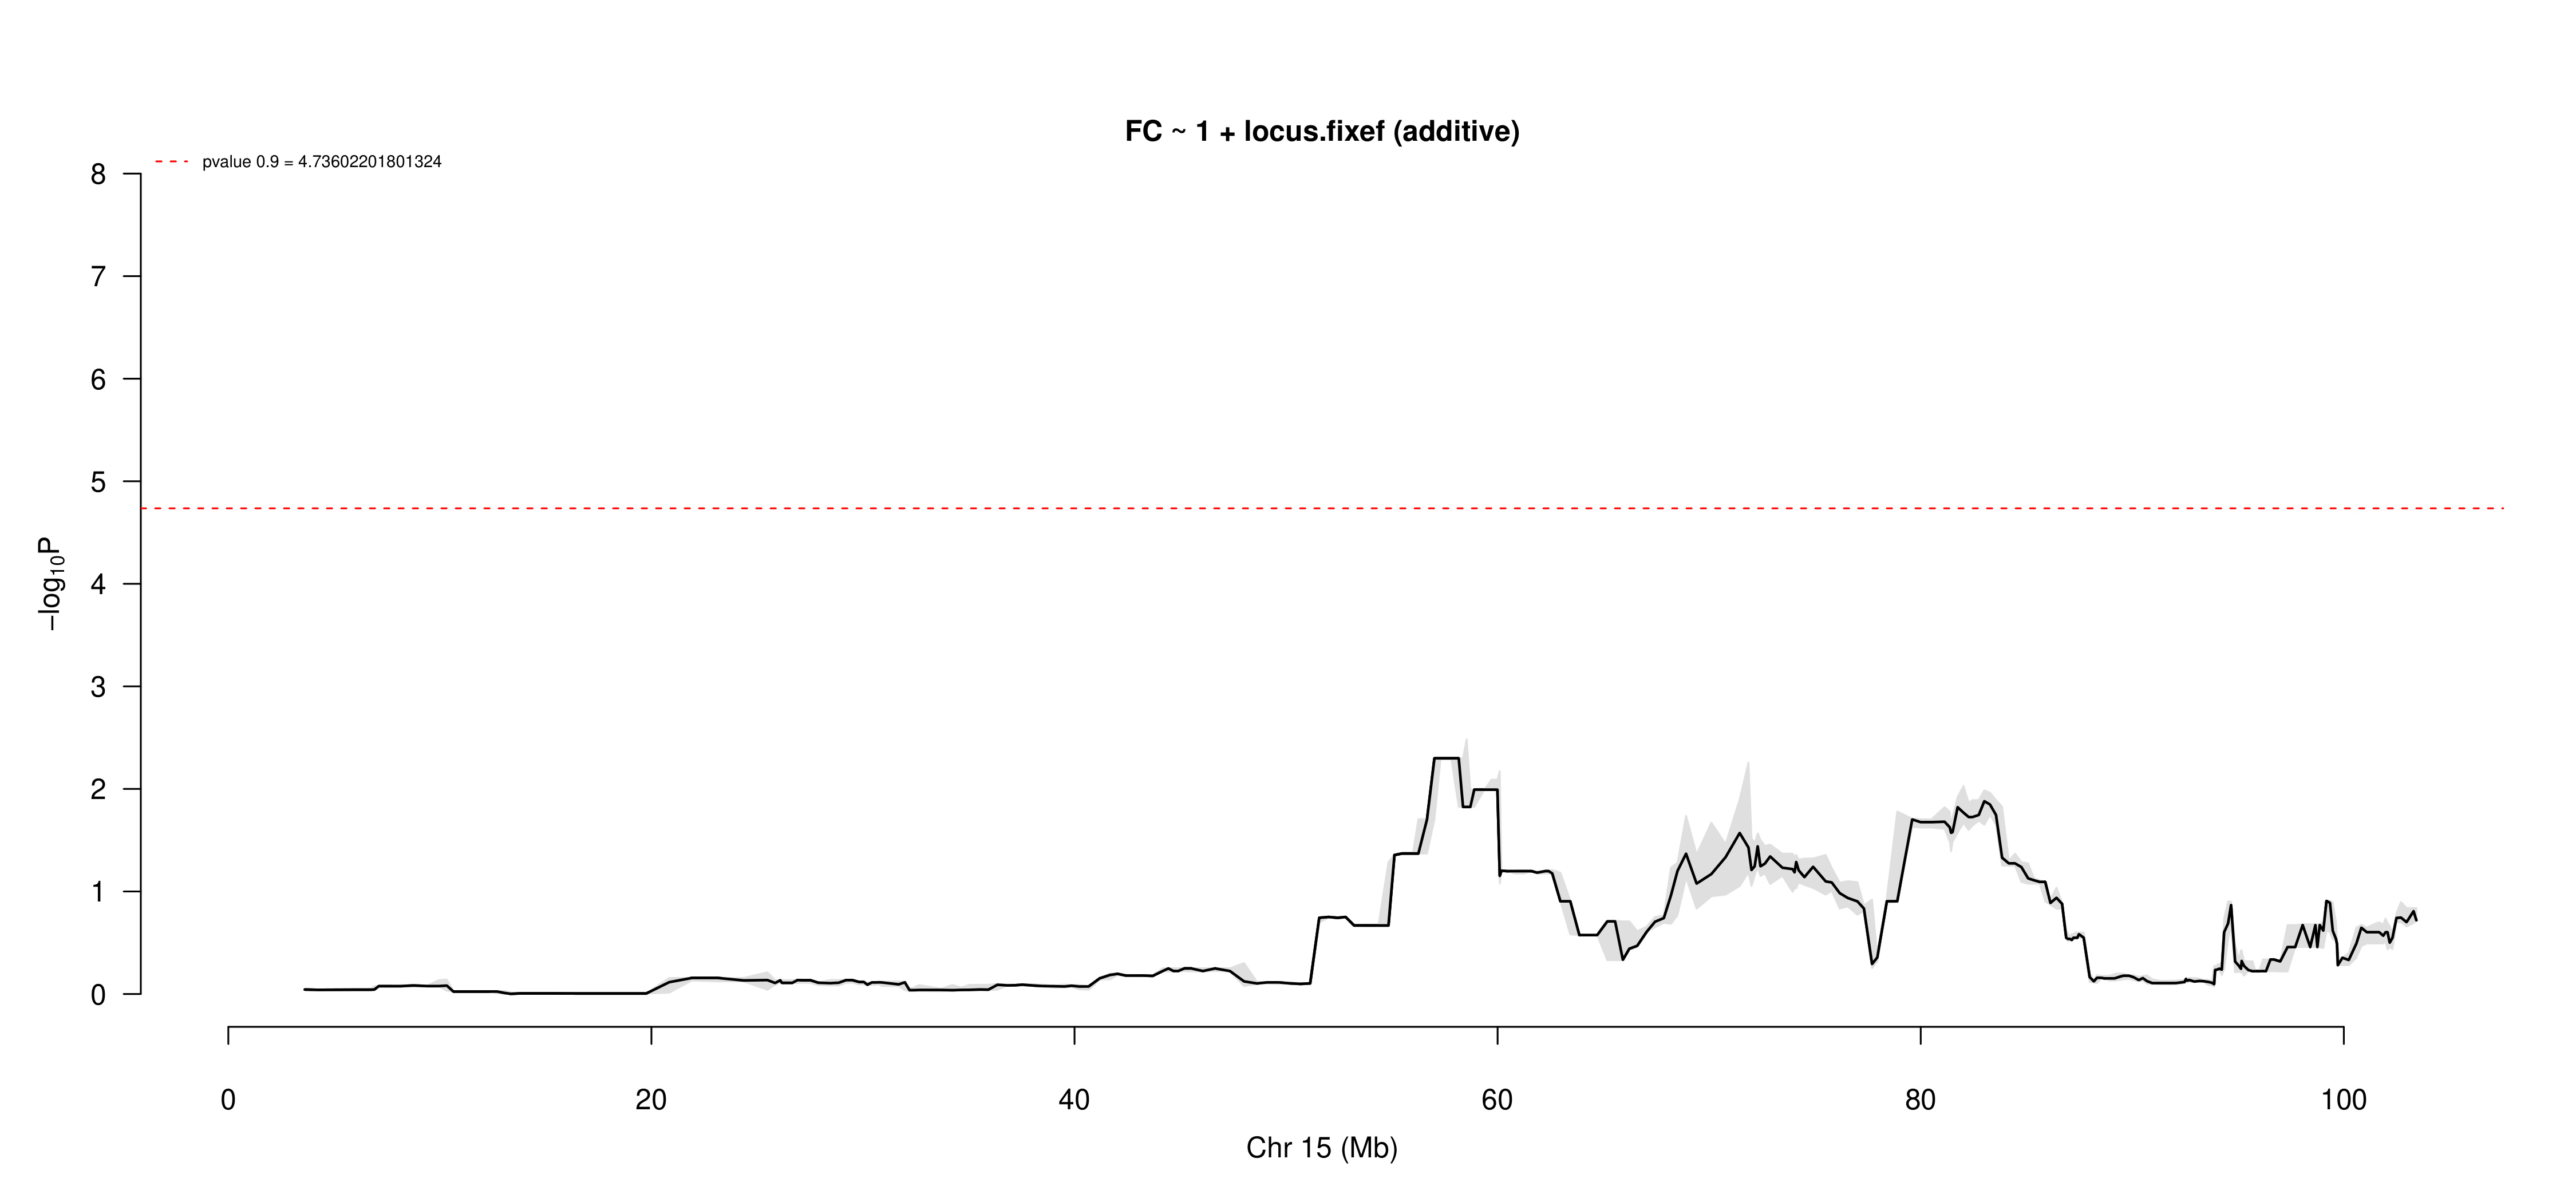 FC ~ 1 + locus.fixef (additive)
pvalue 0.9 = 4.73602201801324
8
7
6
5
4
3
2
1
0
−log10P
0 20 40 60 80 100
Chr 15 (Mb)